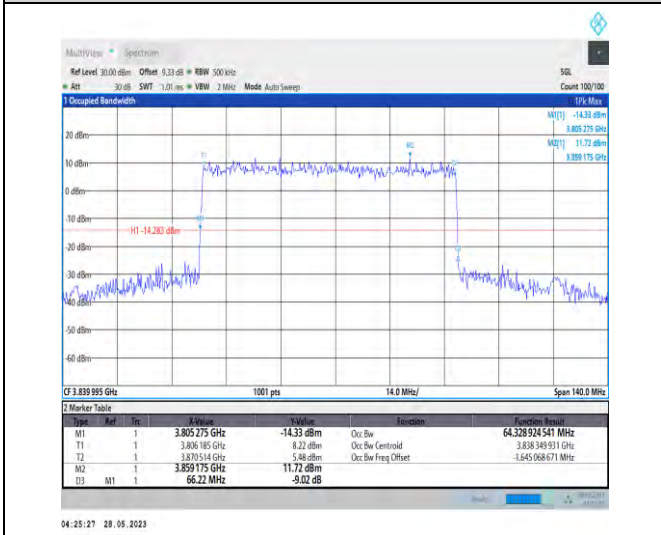 MultiView Spectrum
Ref Level 30.00 dBm Offset 9.33 dB RBW 500 kHz SGL
Att 30 dB SWT 1.01 ms VBW 2 MHz Mode Auto Sweep Count 100/100
1 Occupied Bandwidth 1Pk Max
M1[1] -14.33 dBm
3.805 275 GHz
M2[1] 11.72 dBm
3.859 175 GHz
20 dBm
10 dBm
0 dBm
-10 dBm
H1 -14.283 dBm
-20 dBm
-30 dBm
-40 dBm
-50 dBm
-60 dBm
T1
M2
CF 3.839 995 GHz 1001 pts 14.0 MHz/ Span 140.0 MHz
2 Marker Table
Type Ref Trc X-Value Y-Value Function Function Result
M1 1 3.805 275 GHz -14.33 dBm Occ Bw 64.328 924 541 MHz
T1 1 3.806 185 GHz 8.22 dBm Occ Bw Centroid 3.838 349 931 GHz
T2 1 3.870 514 GHz 5.48 dBm Occ Bw Freq Offset -1.645 068 671 MHz
M2 1 3.859 175 GHz 11.72 dBm
D3 M1 1 66.22 MHz -9.02 dB
04:25:27 28.05.2023